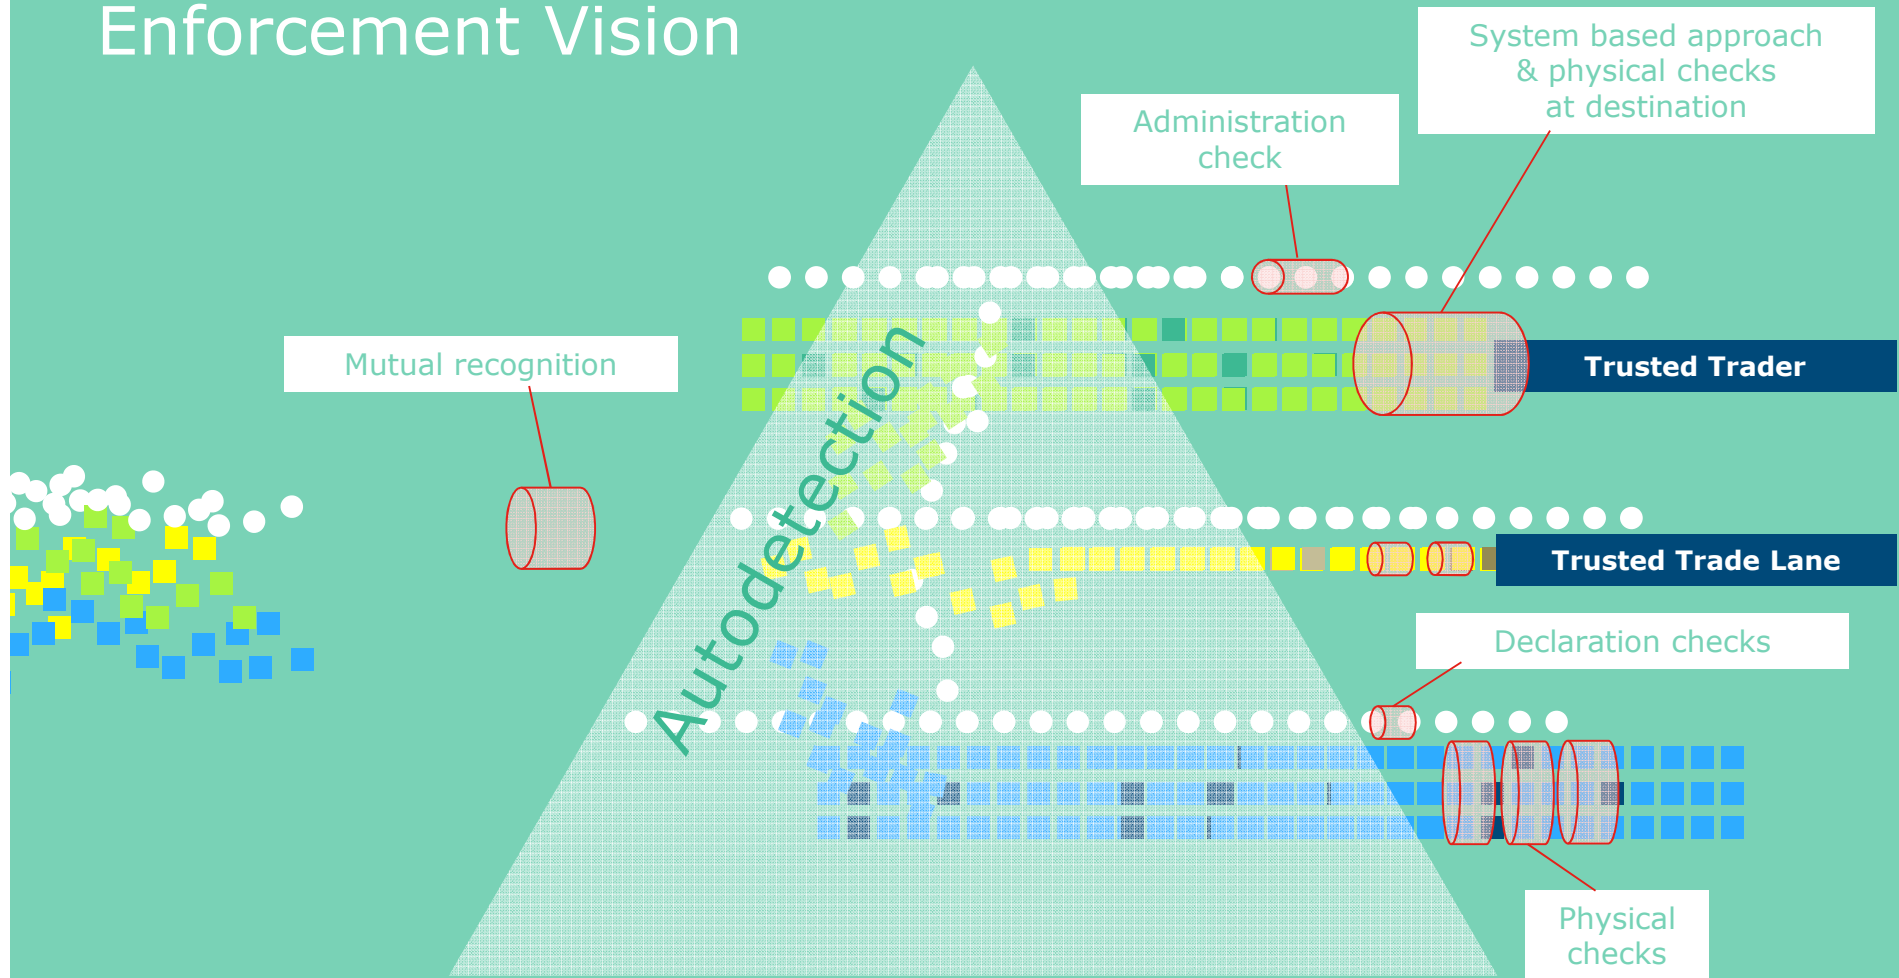 Enforcement Vision
System based approach
& physical checks
at destination
Administration
check
Mutual recognition
Trusted Trader
Autodetection
Trusted Trade Lane
Declaration checks
Physical
checks